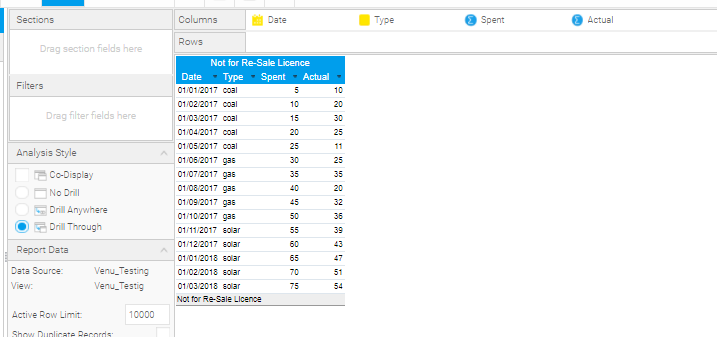 Sections
Drag section fields here
Filters
Drag filter fields here
Analysis Style
Co-Display
No Drill
Drill Anywhere
Drill Through
Report Data
Data Source: Venu_Testing
View: Venu_Testig
Active Row Limit: 10000
Show Duplicate Records:
Columns Date Type Spent Actual
Rows
Not for Re-Sale Licence
Date Type Spent Actual
01/01/2017 coal 5 10
01/02/2017 coal 10 20
01/03/2017 coal 15 30
01/04/2017 coal 20 25
01/05/2017 coal 25 11
01/06/2017 gas 30 25
01/07/2017 gas 35 35
01/08/2017 gas 40 20
01/09/2017 gas 45 32
01/10/2017 gas 50 36
01/11/2017 solar 55 39
01/12/2017 solar 60 43
01/01/2018 solar 65 47
01/02/2018 solar 70 51
01/03/2018 solar 75 54
Not for Re-Sale Licence